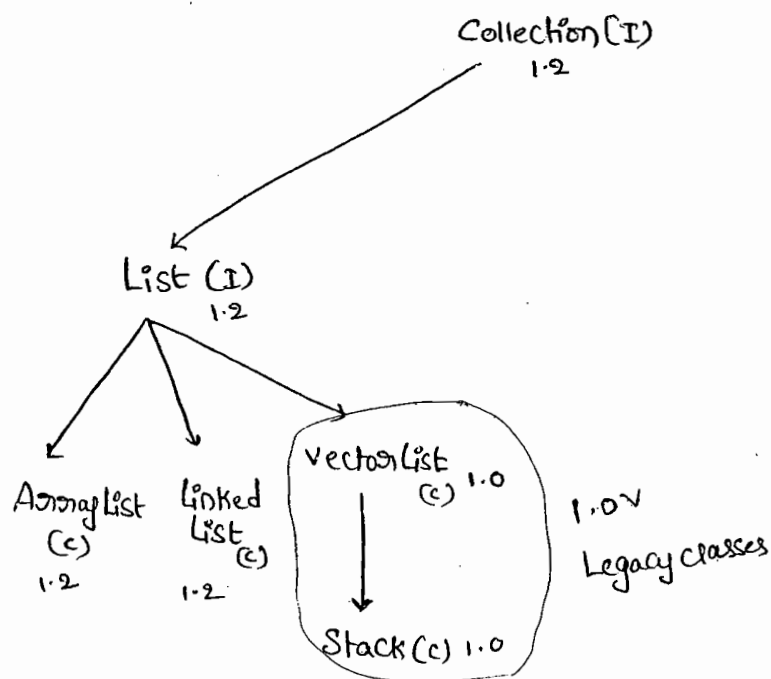 Collection (I)
1.2
List (I)
1.2
ArrayList
(c)
1.2
Linked
List (c)
1.2
VectorList
(c) 1.0
Stack (c) 1.0
1.0 V
Legacy classes